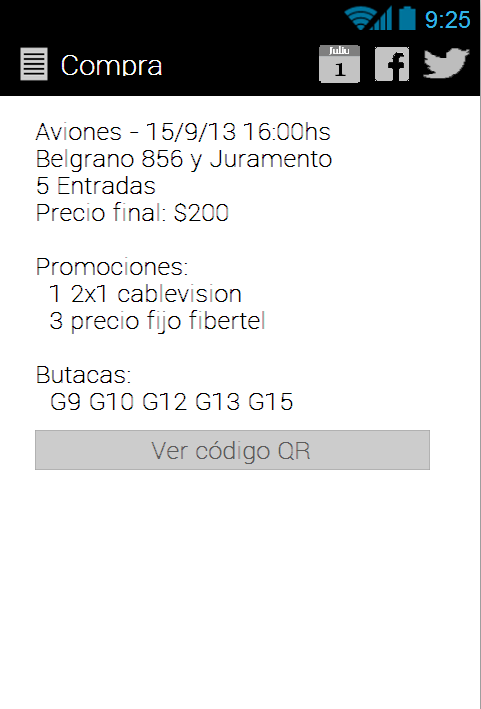 9:25
Compra
Julio
1
Aviones - 15/9/13 16:00hs
Belgrano 856 y Juramento
5 Entradas
Precio final: $200
Promociones:
1 2x1 cablevision
3 precio fijo fibertel
Butacas:
G9 G10 G12 G13 G15
Ver código QR